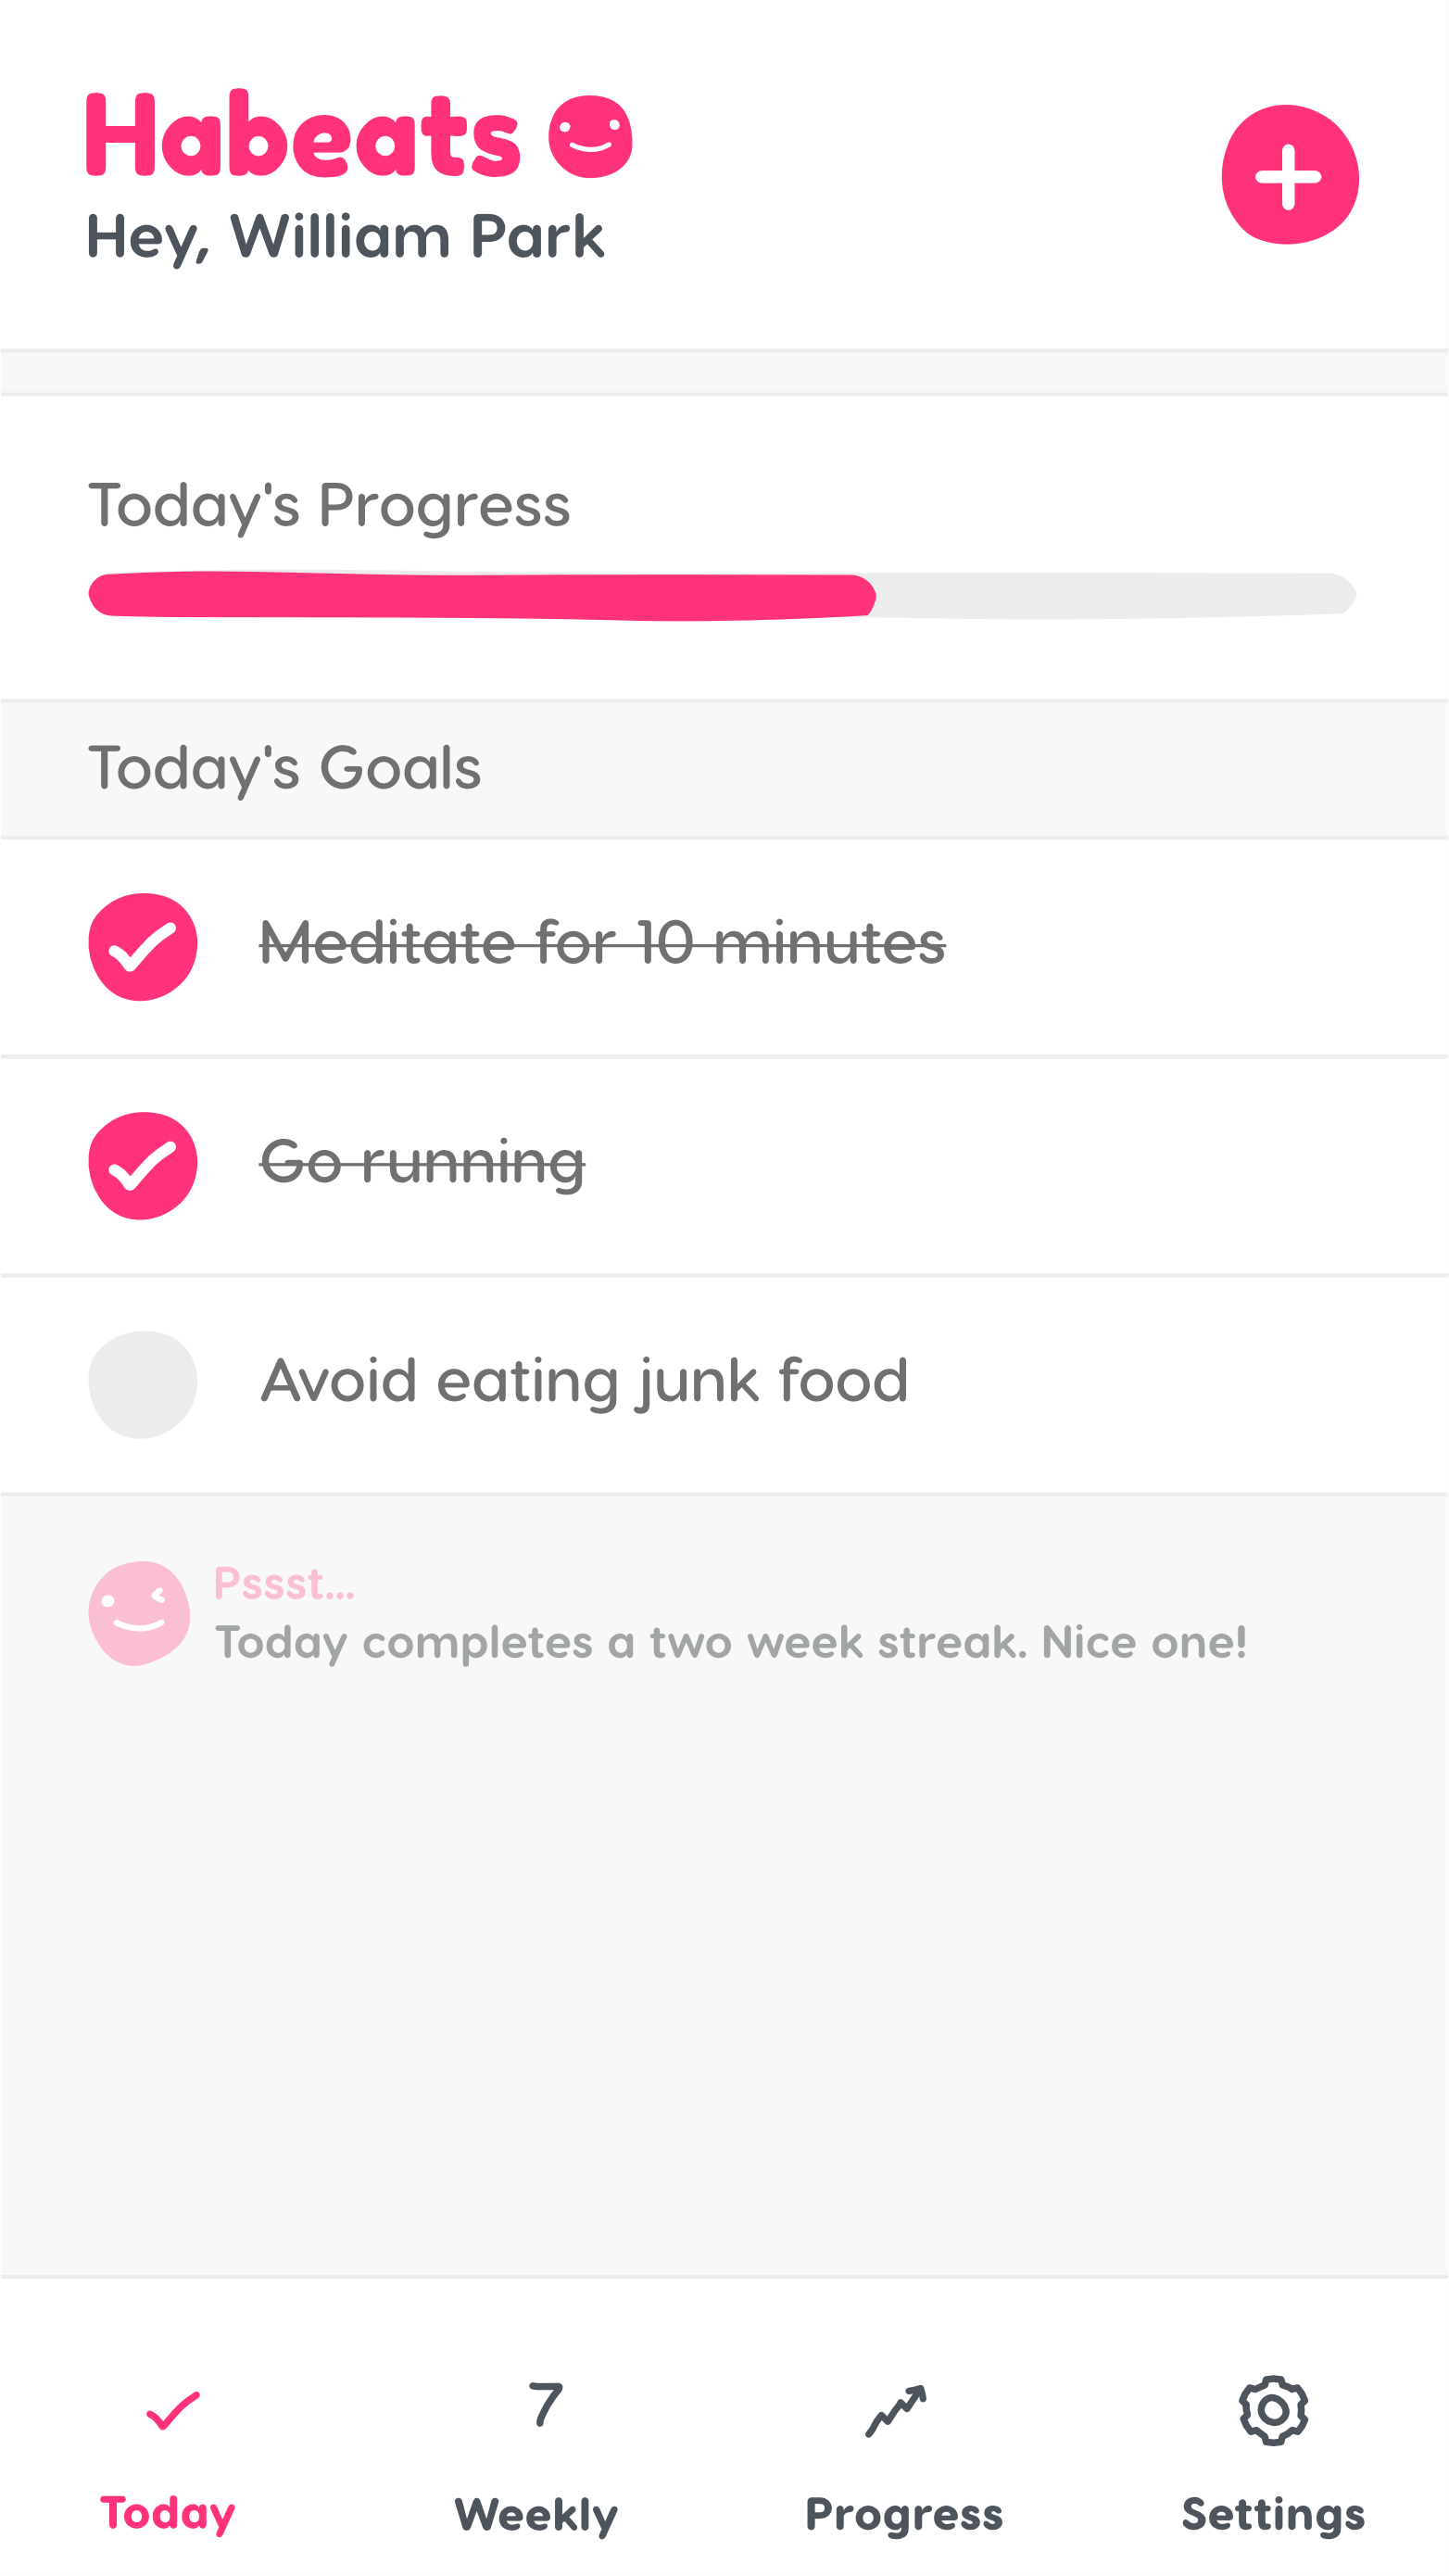 Habeats
Hey, William Park
Today's Progress
Today's Goals
Meditate for 10 minutes
Go running
Avoid eating junk food
Pssst...
Today completes a two week streak. Nice one!
7
Today
Weekly
Progress
Settings